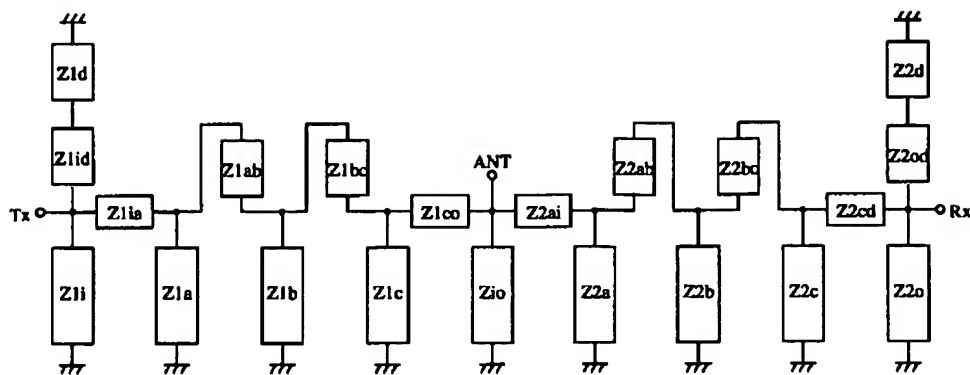 Z1d
Z2d
Z1id
Z1ab
Z1bc
ANT
Z2ab
Z2bc
Z2od
Tx
Z1ia
Z1co
Z2ai
Z2cd
Rx
Z1i
Z1a
Z1b
Z1c
Zio
Z2a
Z2b
Z2c
Z2o